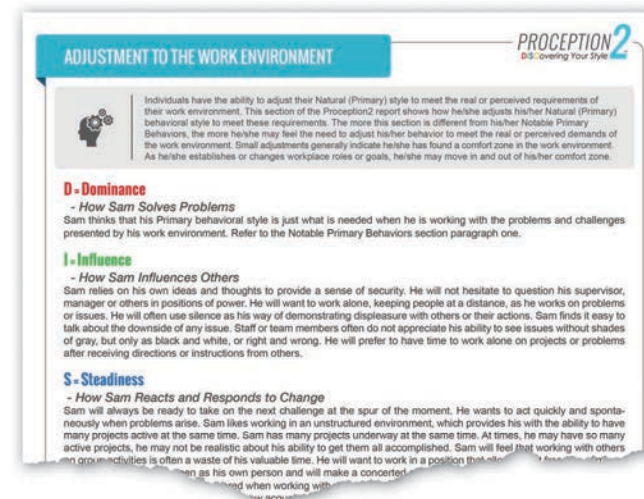 PROCEPTION2
DISCovering Your Style
ADJUSTMENT TO THE WORK ENVIRONMENT
Individuals have the ability to adjust their Natural (Primary) style to meet the real or perceived requirements of
their work environment. This section of the Proception2 report shows how he/she adjusts his/her Natural (Primary)
behavioral style to meet these requirements. The more this section is different from his/her Notable Primary
Behaviors, the more he/she may feel the need to adjust his/her behavior to meet the real or perceived demands of
the work environment. Small adjustments generally indicate he/she has found a comfort zone in the work environment.
As he/she establishes or changes workplace roles or goals, he/she may move in and out of his/her comfort zone.
D = Dominance
- How Sam Solves Problems
Sam thinks that his Primary behavioral style is just what is needed when he is working with the problems and challenges
presented by his work environment. Refer to the Notable Primary Behaviors section paragraph one.
I = Influence
- How Sam Influences Others
Sam relies on his own ideas and thoughts to provide a sense of security. He will not hesitate to question his supervisor,
manager or others in positions of power. He will want to work alone, keeping people at a distance, as he works on problems
or issues. He will often use silence as his way of demonstrating displeasure with others or their actions. Sam finds it easy to
talk about the downside of any issue. Staff or team members often do not appreciate his ability to see issues without shades
of gray, but only as black and white, or right and wrong. He will prefer to have time to work alone on projects or problems
after receiving directions or instructions from others.
S = Steadiness
- How Sam Reacts and Responds to Change
Sam will always be ready to take on the next challenge at the spur of the moment. He wants to act quickly and sponta-
neously when problems arise. Sam likes working in an unstructured environment, which provides his with the ability to have
many projects active at the same time. Sam has many projects underway at the same time. At times, he may have so many
active projects, he may not be realistic about his ability to get them all accomplished. Sam will feel that working with others
on group activities is often a waste of his valuable time. He will want to work in a position that
een as his own person and will make a concerted
ed when working with